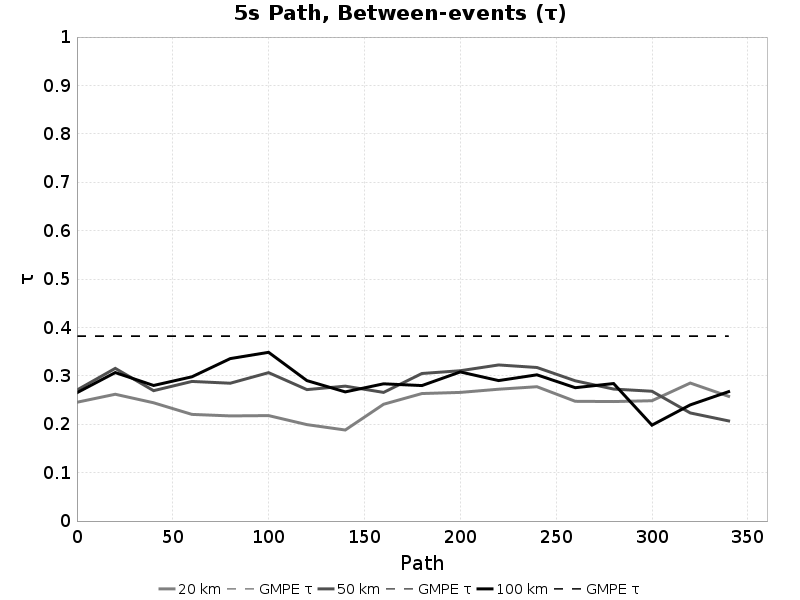 5s Path, Between-events (τ)
1
0.9
0.8
0.7
0.6
0.5
0.4
0.3
0.2
0.1
0
τ
0 50 100 150 200 250 300 350
Path
20 km GMPE τ 50 km GMPE τ 100 km GMPE τ